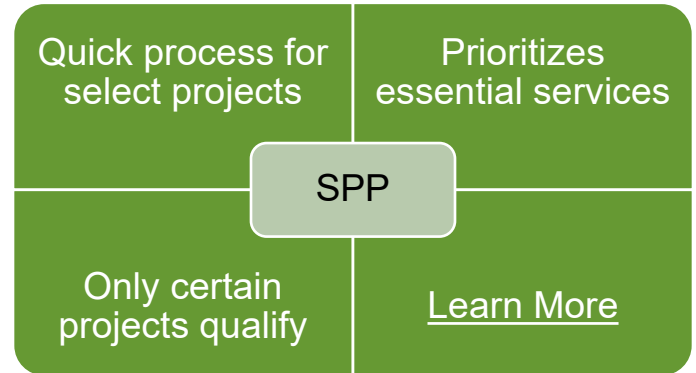 Quick process for
select projects
Prioritizes
essential services
SPP
Only certain
projects qualify
Learn More